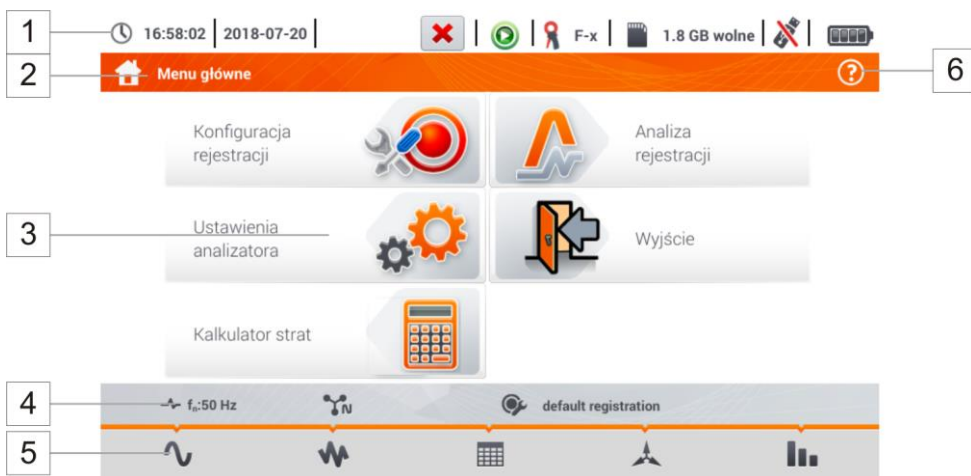 1
16:58:02 2018-07-20 F-x 1.8 GB wolne
2
Menu główne
?
6
Konfiguracja
rejestracji
Analiza
rejestracji
3
Ustawienia
analizatora
Wyjście
Kalkulator strat
4
fₙ:50 Hz
N
default registration
5